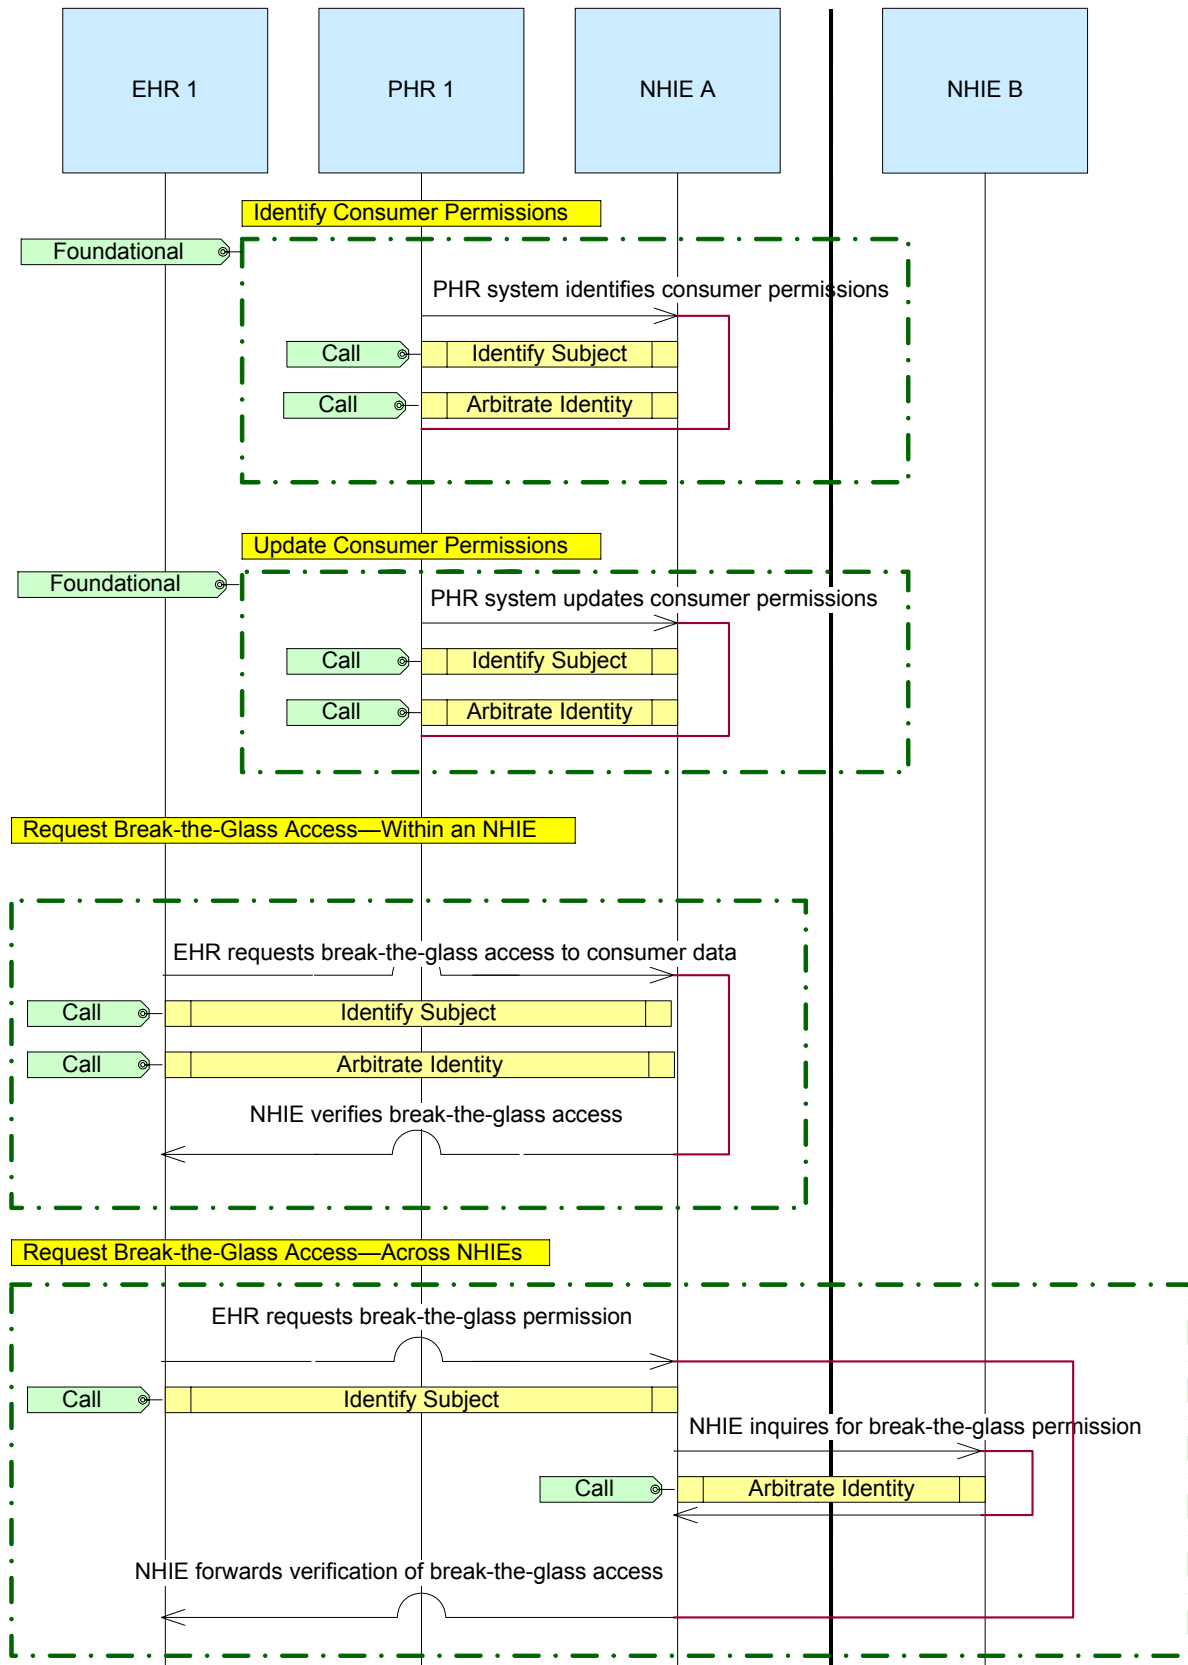 EHR 1
PHR 1
NHIE A
NHIE B
Identify Consumer Permissions
Foundational
PHR system identifies consumer permissions
Call
Identify Subject
Call
Arbitrate Identity
Update Consumer Permissions
Foundational
PHR system updates consumer permissions
Call
Identify Subject
Call
Arbitrate Identity
Request Break-the-Glass Access—Within an NHIE
EHR requests break-the-glass access to consumer data
Call
Identify Subject
Call
Arbitrate Identity
NHIE verifies break-the-glass access
Request Break-the-Glass Access—Across NHIEs
EHR requests break-the-glass permission
Call
Identify Subject
NHIE inquires for break-the-glass permission
Call
Arbitrate Identity
NHIE forwards verification of break-the-glass access